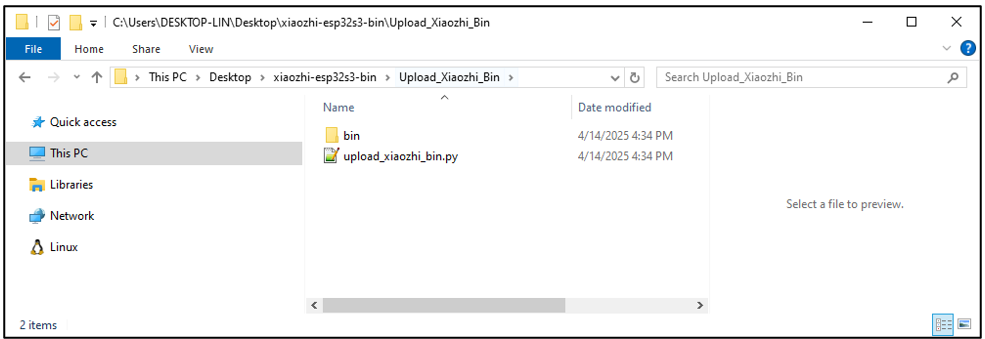 C:\Users\DESKTOP-LIN\Desktop\xiaozhi-esp32s3-bin\Upload_Xiaozhi_Bin
File Home Share View
This PC > Desktop > xiaozhi-esp32s3-bin > Upload_Xiaozhi_Bin >
Search Upload_Xiaozhi_Bin
Name Date modified
Quick access
This PC
Libraries
Network
Linux
bin 4/14/2025 4:34 PM
upload_xiaozhi_bin.py 4/14/2025 4:34 PM
Select a file to preview.
2 items